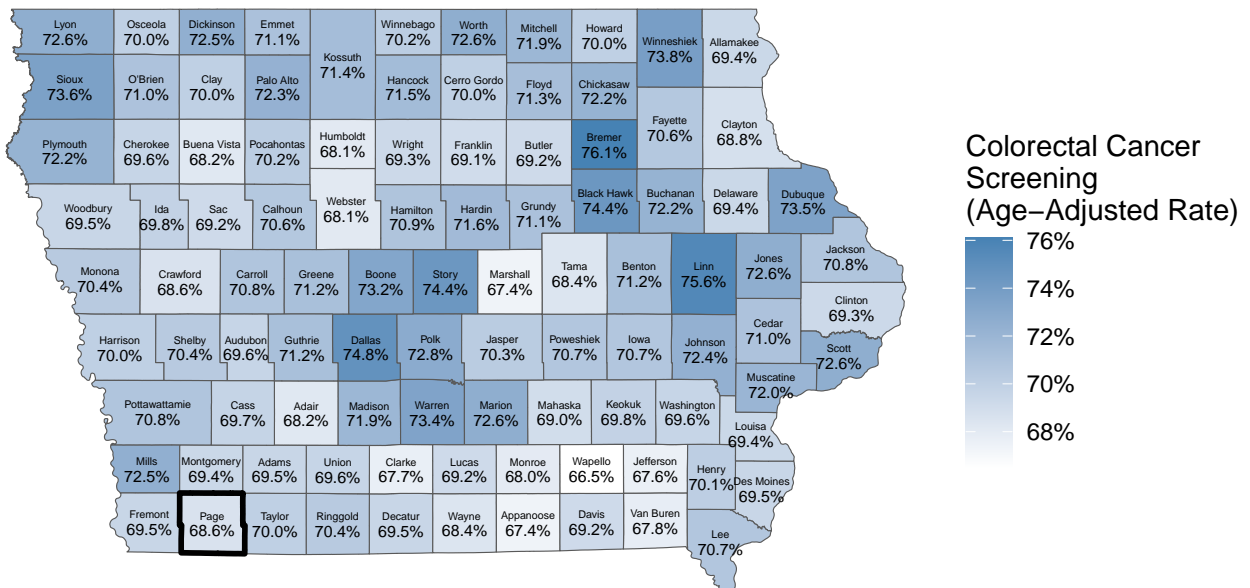 Lyon
72.6%
Osceola
70.0%
Dickinson
72.5%
Emmet
71.1%
Kossuth
71.4%
Winnebago
70.2%
Worth
72.6%
Mitchell
71.9%
Howard
70.0%
Winneshiek
73.8%
Allamakee
69.4%
Sioux
73.6%
O'Brien
71.0%
Clay
70.0%
Palo Alto
72.3%
Hancock
71.5%
Cerro Gordo
70.0%
Floyd
71.3%
Chickasaw
72.2%
Fayette
70.6%
Clayton
68.8%
Plymouth
72.2%
Cherokee
69.6%
Buena Vista
68.2%
Pocahontas
70.2%
Humboldt
68.1%
Wright
69.3%
Franklin
69.1%
Butler
69.2%
Bremer
76.1%
Woodbury
69.5%
Ida
69.8%
Sac
69.2%
Calhoun
70.6%
Webster
68.1%
Hamilton
70.9%
Hardin
71.6%
Grundy
71.1%
Black Hawk
74.4%
Buchanan
72.2%
Delaware
69.4%
Dubuque
73.5%
Monona
70.4%
Crawford
68.6%
Carroll
70.8%
Greene
71.2%
Boone
73.2%
Story
74.4%
Marshall
67.4%
Tama
68.4%
Benton
71.2%
Linn
75.6%
Jones
72.6%
Jackson
70.8%
Clinton
69.3%
Harrison
70.0%
Shelby
70.4%
Audubon
69.6%
Guthrie
71.2%
Dallas
74.8%
Polk
72.8%
Jasper
70.3%
Poweshiek
70.7%
Iowa
70.7%
Johnson
72.4%
Cedar
71.0%
Scott
72.6%
Muscatine
72.0%
Pottawattamie
70.8%
Cass
69.7%
Adair
68.2%
Madison
71.9%
Warren
73.4%
Marion
72.6%
Mahaska
69.0%
Keokuk
69.8%
Washington
69.6%
Louisa
69.4%
Mills
72.5%
Montgomery
69.4%
Adams
69.5%
Union
69.6%
Clarke
67.7%
Lucas
69.2%
Monroe
68.0%
Wapello
66.5%
Jefferson
67.6%
Henry
70.1%
Des Moines
69.5%
Fremont
69.5%
Page
68.6%
Taylor
70.0%
Ringgold
70.4%
Decatur
69.5%
Wayne
68.4%
Appanoose
67.4%
Davis
69.2%
Van Buren
67.8%
Lee
70.7%
Colorectal Cancer
Screening
(Age−Adjusted Rate)
76%
74%
72%
70%
68%